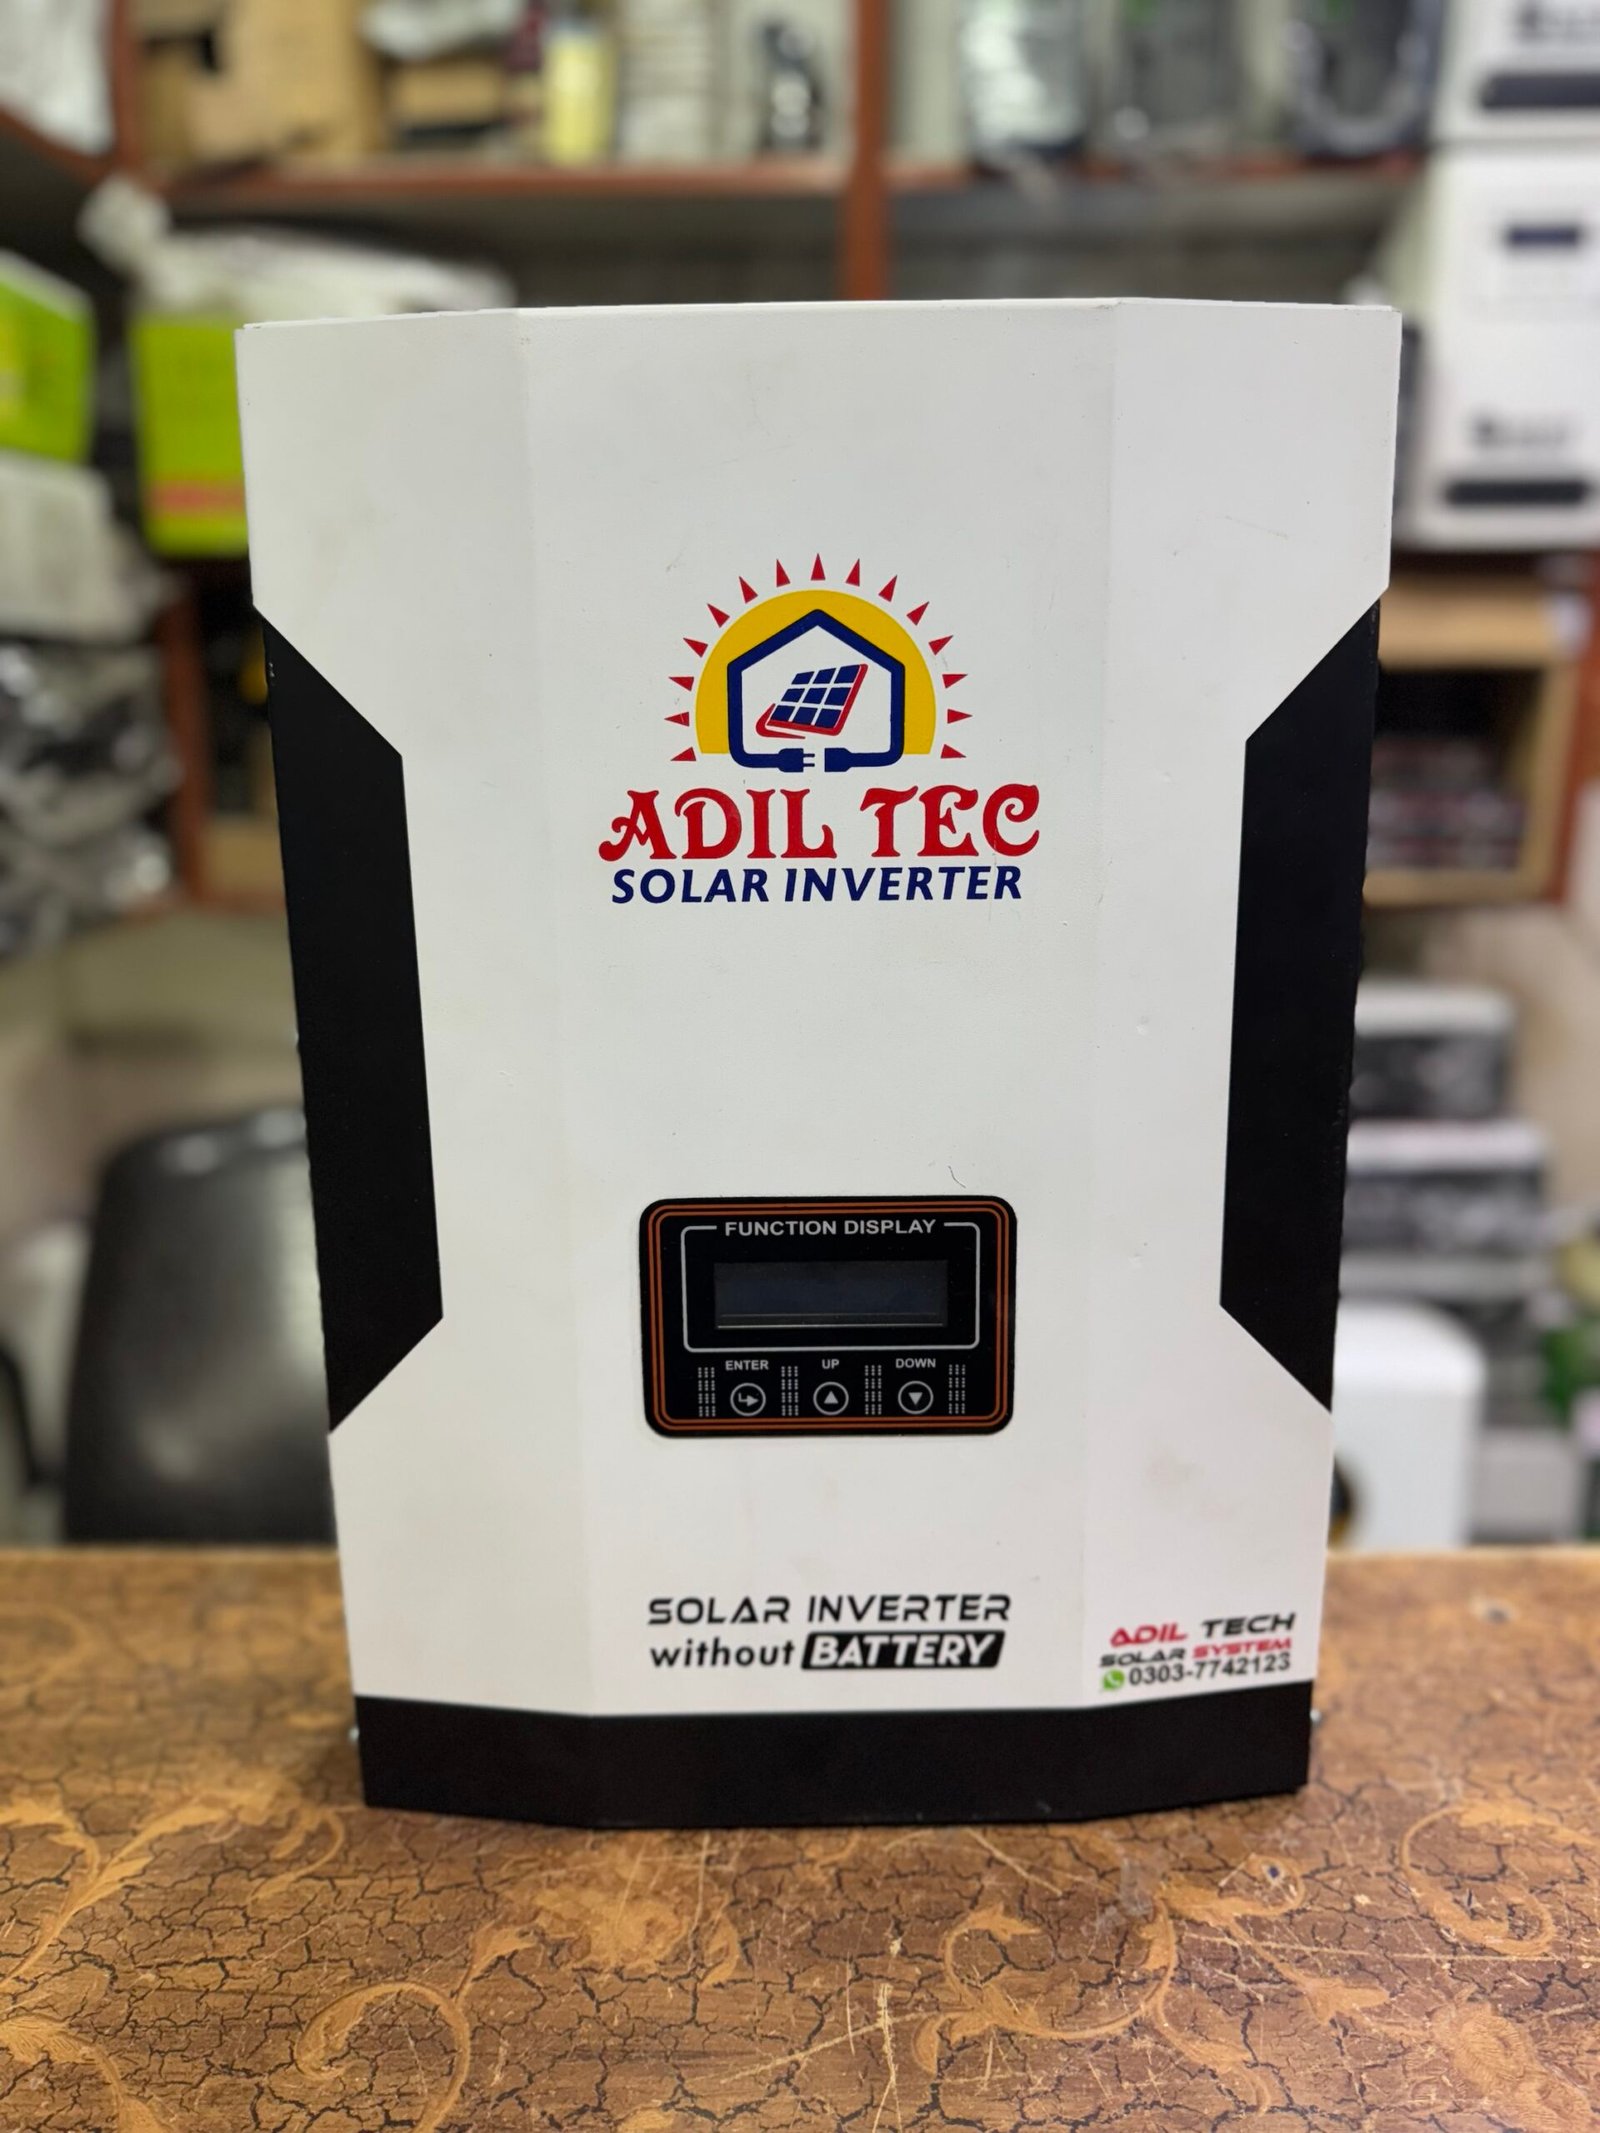 ADIL TEC
SOLAR INVERTER
FUNCTION DISPLAY
ENTER UP DOWN
SOLAR INVERTER
without BATTERY
ADIL TECH
SOLAR SYSTEM
0303-7742123